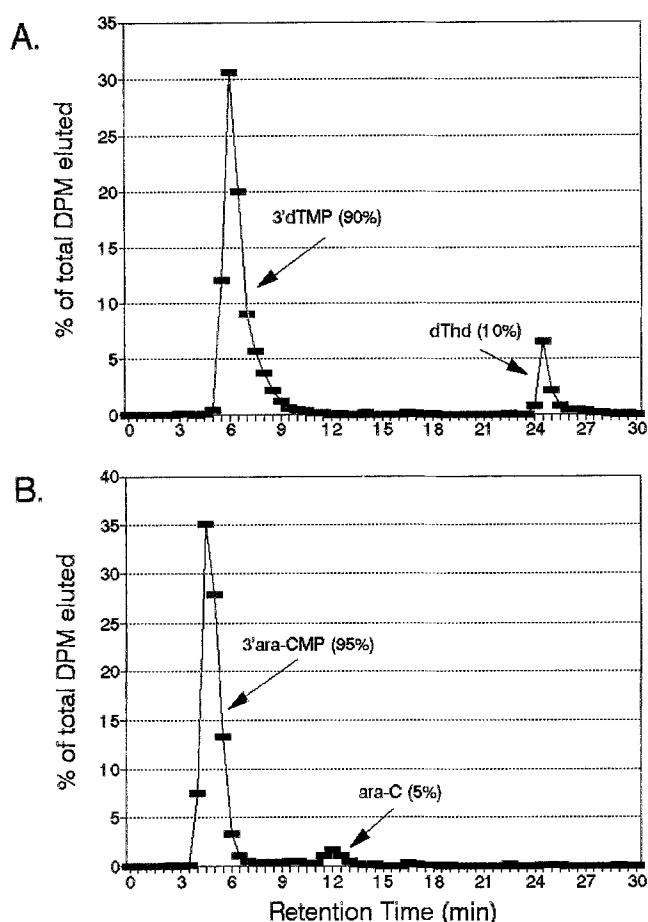 A.
% of total DPM eluted
35
30
25
20
15
10
5
0
3'dTMP (90%)
dThd (10%)
0 3 6 9 12 15 18 21 24 27 30
B.
% of total DPM eluted
40
35
30
25
20
15
10
5
0
3'ara-CMP (95%)
ara-C (5%)
0 3 6 9 12 15 18 21 24 27 30
Retention Time (min)